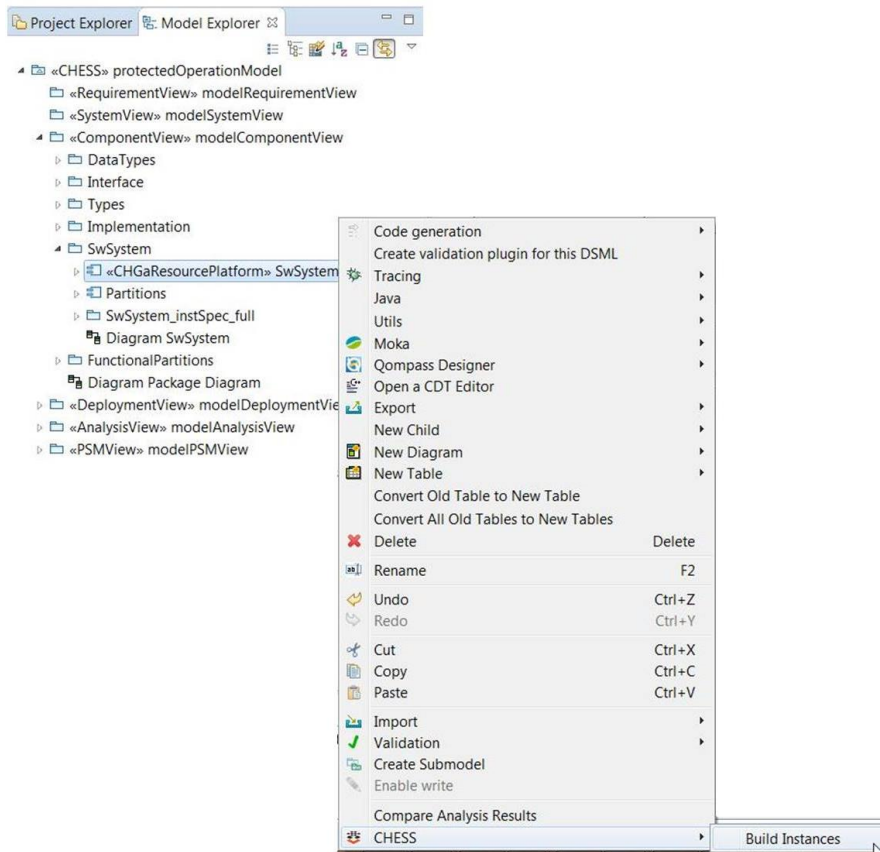 Project Explorer
Model Explorer
«CHESS» protectedOperationModel
«RequirementView» modelRequirementView
«SystemView» modelSystemView
«ComponentView» modelComponentView
DataTypes
Interface
Types
Implementation
SwSystem
«CHGaResourcePlatform» SwSystem
Partitions
SwSystem_instSpec_full
Diagram SwSystem
FunctionalPartitions
Diagram Package Diagram
«DeploymentView» modelDeploymentVie
«AnalysisView» modelAnalysisView
«PSMView» modelPSMView
Code generation
Create validation plugin for this DSML
Tracing
Java
Utils
Moka
Qompass Designer
Open a CDT Editor
Export
New Child
New Diagram
New Table
Convert Old Table to New Table
Convert All Old Tables to New Tables
Delete Delete
Rename F2
Undo Ctrl+Z
Redo Ctrl+Y
Cut Ctrl+X
Copy Ctrl+C
Paste Ctrl+V
Import
Validation
Create Submodel
Enable write
Compare Analysis Results
CHESS
Build Instances